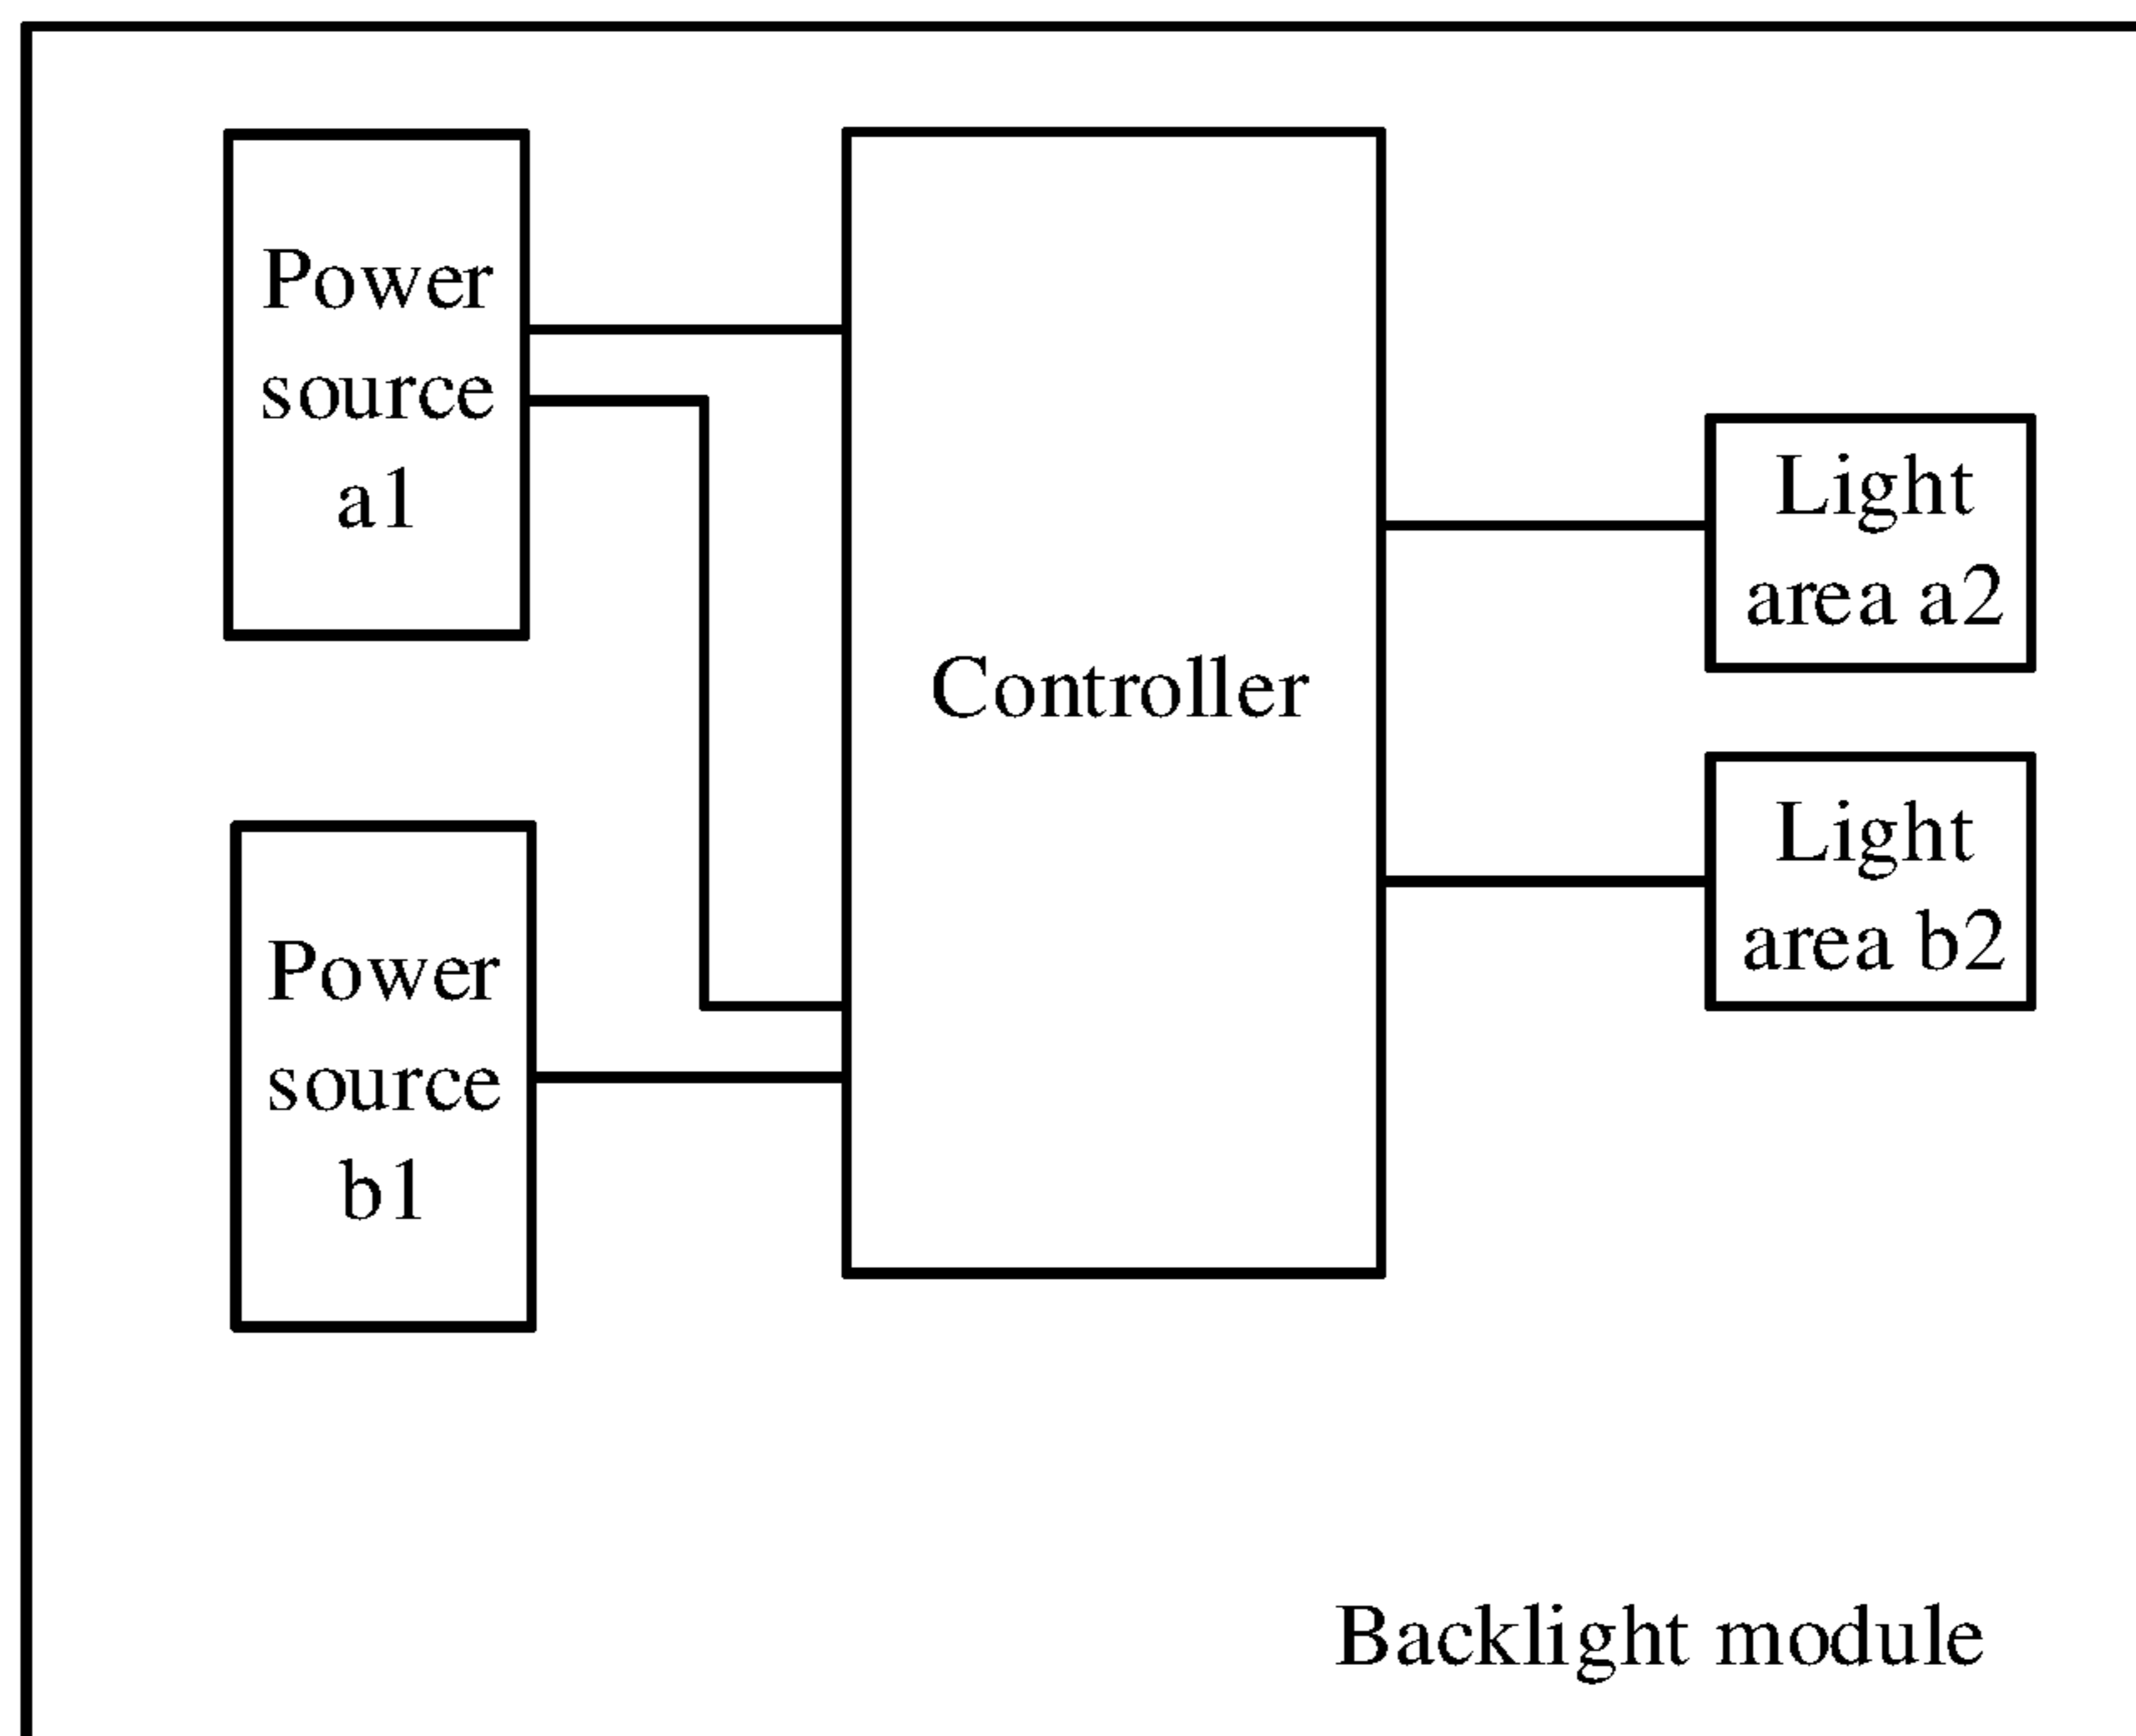 Power
source
a1
Controller
Light
area a2
Light
area b2
Power
source
b1
Backlight module